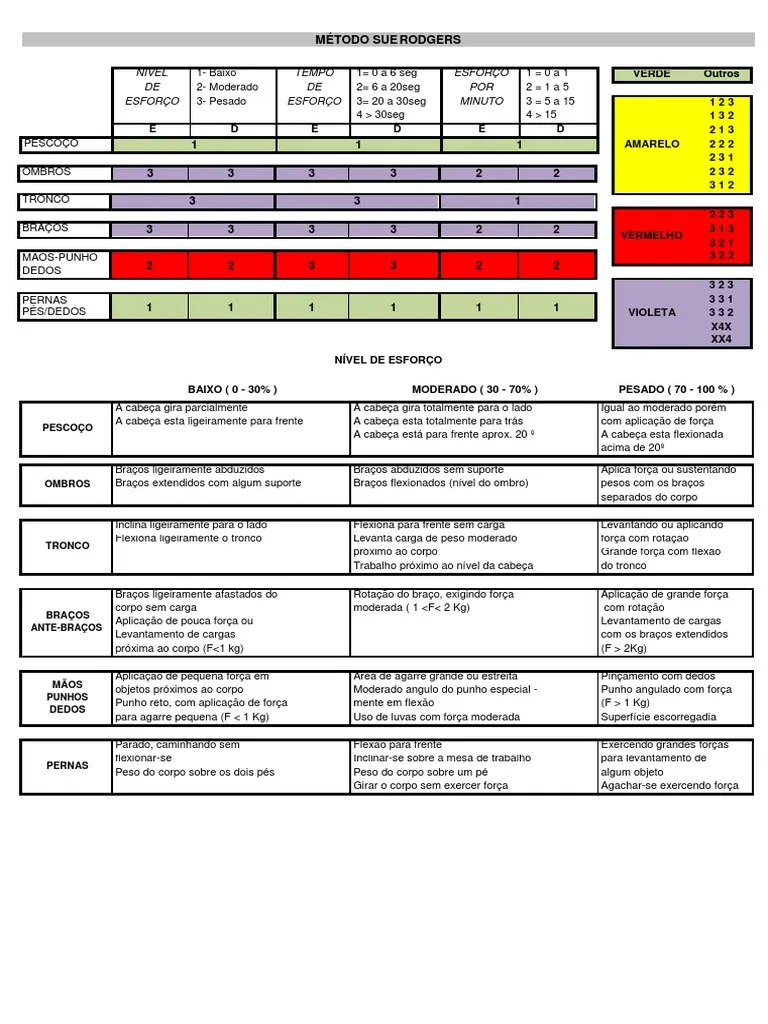 MÉTODO SUE RODGERS
NÍVEL DE ESFORÇO
1- Baixo
2- Moderado
3- Pesado
TEMPO DE ESFORÇO
1= 0 a 6 seg
2= 6 a 20seg
3= 20 a 30seg
4 > 30seg
ESFORÇO POR MINUTO
1 = 0 a 1
2 = 1 a 5
3 = 5 a 15
4 > 15
E D E D E D
PESCOÇO 1 1 1
OMBROS 3 3 3 3 2 2
TRONCO 3 3 1
BRAÇOS 3 3 3 3 2 2
MÃOS-PUNHO
DEDOS 2 2 3 3 2 2
PERNAS
PÉS/DEDOS 1 1 1 1 1 1
VERDE Outros
AMARELO
1 2 3
1 3 2
2 1 3
2 2 2
2 3 1
2 3 2
3 1 2
VERMELHO
2 2 3
3 1 3
3 2 1
3 2 2
VIOLETA
3 2 3
3 3 1
3 3 2
X4X
XX4
NÍVEL DE ESFORÇO
BAIXO ( 0 - 30% ) MODERADO ( 30 - 70% ) PESADO ( 70 - 100 % )
PESCOÇO
A cabeça gira parcialmente
A cabeça esta ligeiramente para frente
A cabeça gira totalmente para o lado
A cabeça esta totalmente para trás
A cabeça está para frente aprox. 20 º
Igual ao moderado porém
com aplicação de força
A cabeça esta flexionada
acima de 20º
OMBROS
Braços ligeiramente abduzidos
Braços extendidos com algum suporte
Braços abduzidos sem suporte
Braços flexionados (nível do ombro)
Aplica força ou sustentando
pesos com os braços
separados do corpo
TRONCO
Inclina ligeiramente para o lado
Flexiona ligeiramente o tronco
Flexiona para frente sem carga
Levanta carga de peso moderado
próximo ao corpo
Trabalho próximo ao nível da cabeça
Levantando ou aplicando
força com rotação
Grande força com flexão
do tronco
BRAÇOS
ANTE-BRAÇOS
Braços ligeiramente afastados do
corpo sem carga
Aplicação de pouca força ou
Levantamento de cargas
próxima ao corpo (F<1 kg)
Rotação do braço, exigindo força
moderada ( 1 <F< 2 Kg)
Aplicação de grande força
com rotação
Levantamento de cargas
com os braços extendidos
(F > 2Kg)
MÃOS
PUNHOS
DEDOS
Aplicação de pequena força em
objetos próximos ao corpo
Punho reto, com aplicação de força
para agarre pequena (F < 1 Kg)
Área de agarre grande ou estreita
Moderado angulo do punho especial -
mente em flexão
Uso de luvas com força moderada
Pinçamento com dedos
Punho angulado com força
(F > 1 Kg)
Superfície escorregadia
PERNAS
Parado, caminhando sem
flexionar-se
Peso do corpo sobre os dois pés
Flexão para frente
Inclinar-se sobre a mesa de trabalho
Peso do corpo sobre um pé
Girar o corpo sem exercer força
Exercendo grandes forças
para levantamento de
algum objeto
Agachar-se exercendo força